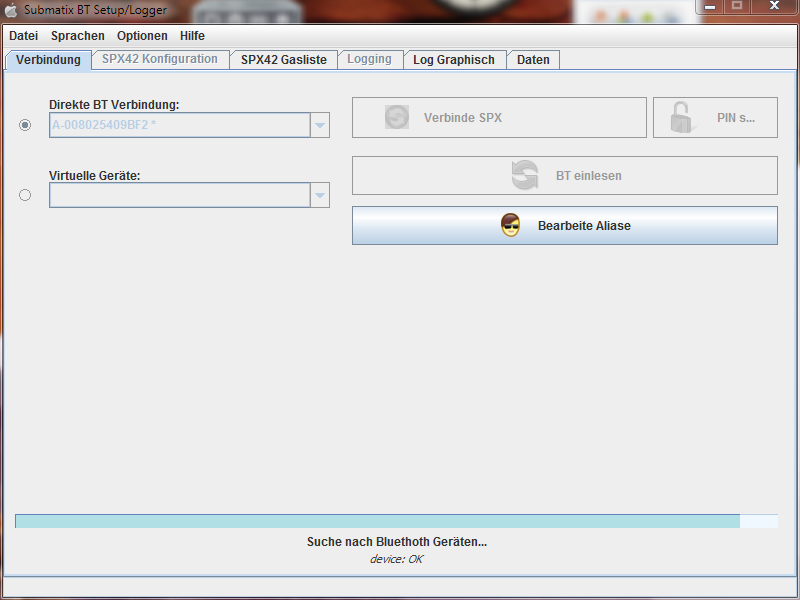 Submatix BT Setup/Logger
Datei Sprachen Optionen Hilfe
Verbindung SPX42 Konfiguration SPX42 Gasliste Logging Log Graphisch Daten
Direkte BT Verbindung:
A-008025409BF2 *
Verbinde SPX PIN s...
Virtuelle Geräte:
BT einlesen
Bearbeite Aliase
Suche nach Bluethoth Geräten...
device: OK